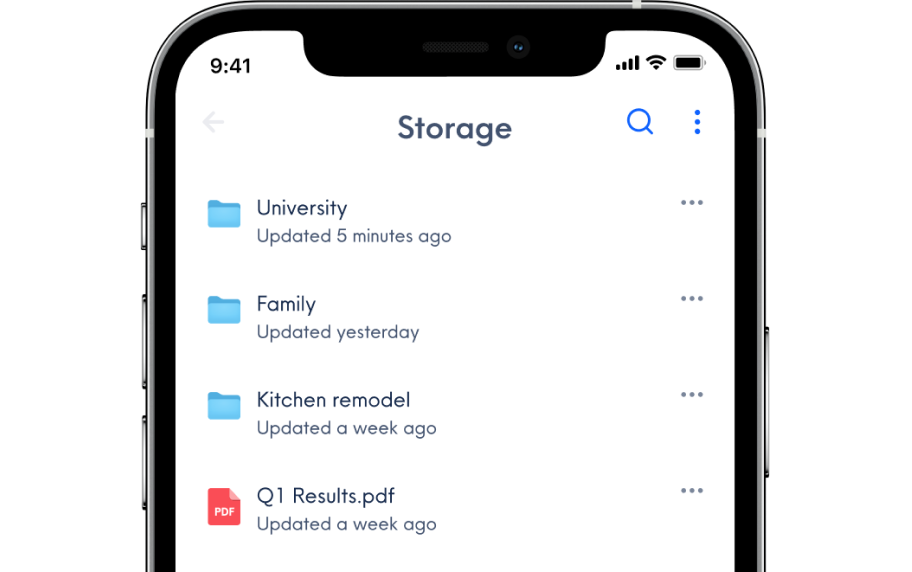 9:41
Storage
University
Updated 5 minutes ago
Family
Updated yesterday
Kitchen remodel
Updated a week ago
PDF
Q1 Results.pdf
Updated a week ago